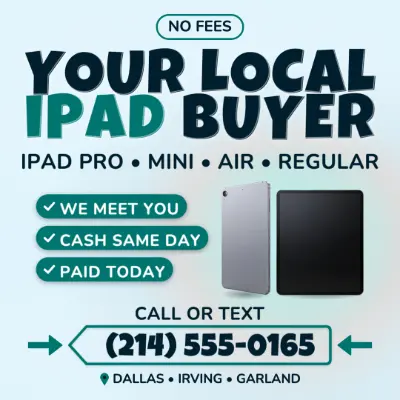 NO FEES
YOUR LOCAL
IPAD BUYER
IPAD PRO • MINI • AIR • REGULAR
WE MEET YOU
CASH SAME DAY
PAID TODAY
CALL OR TEXT
(214) 555-0165
DALLAS • IRVING • GARLAND